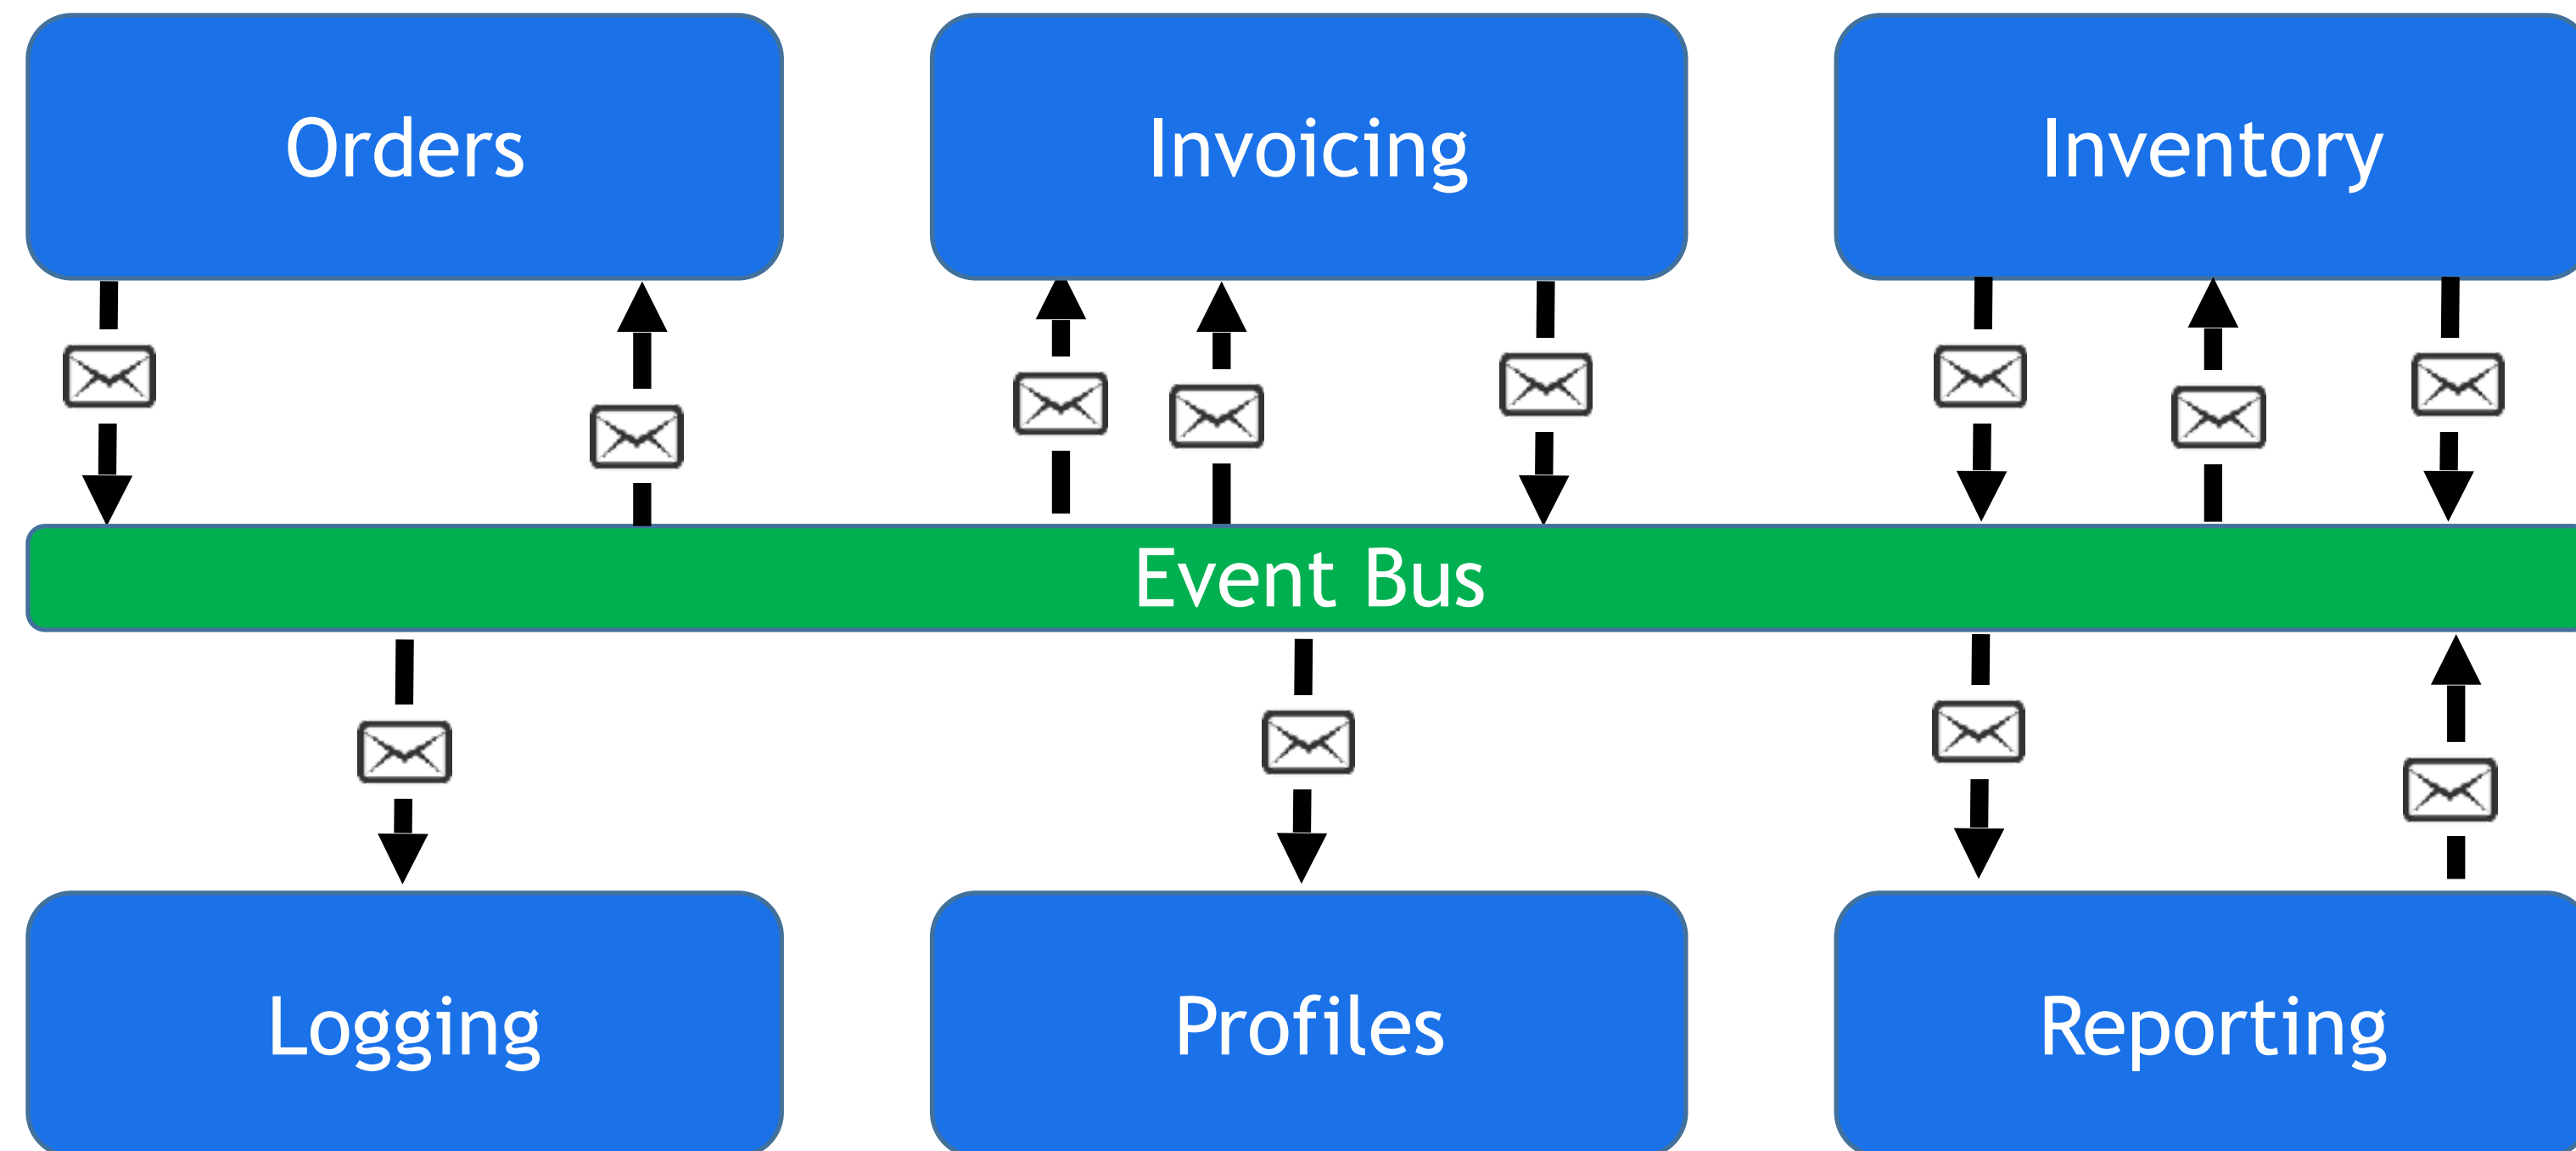 Orders
Invoicing
Inventory
Event Bus
Logging
Profiles
Reporting